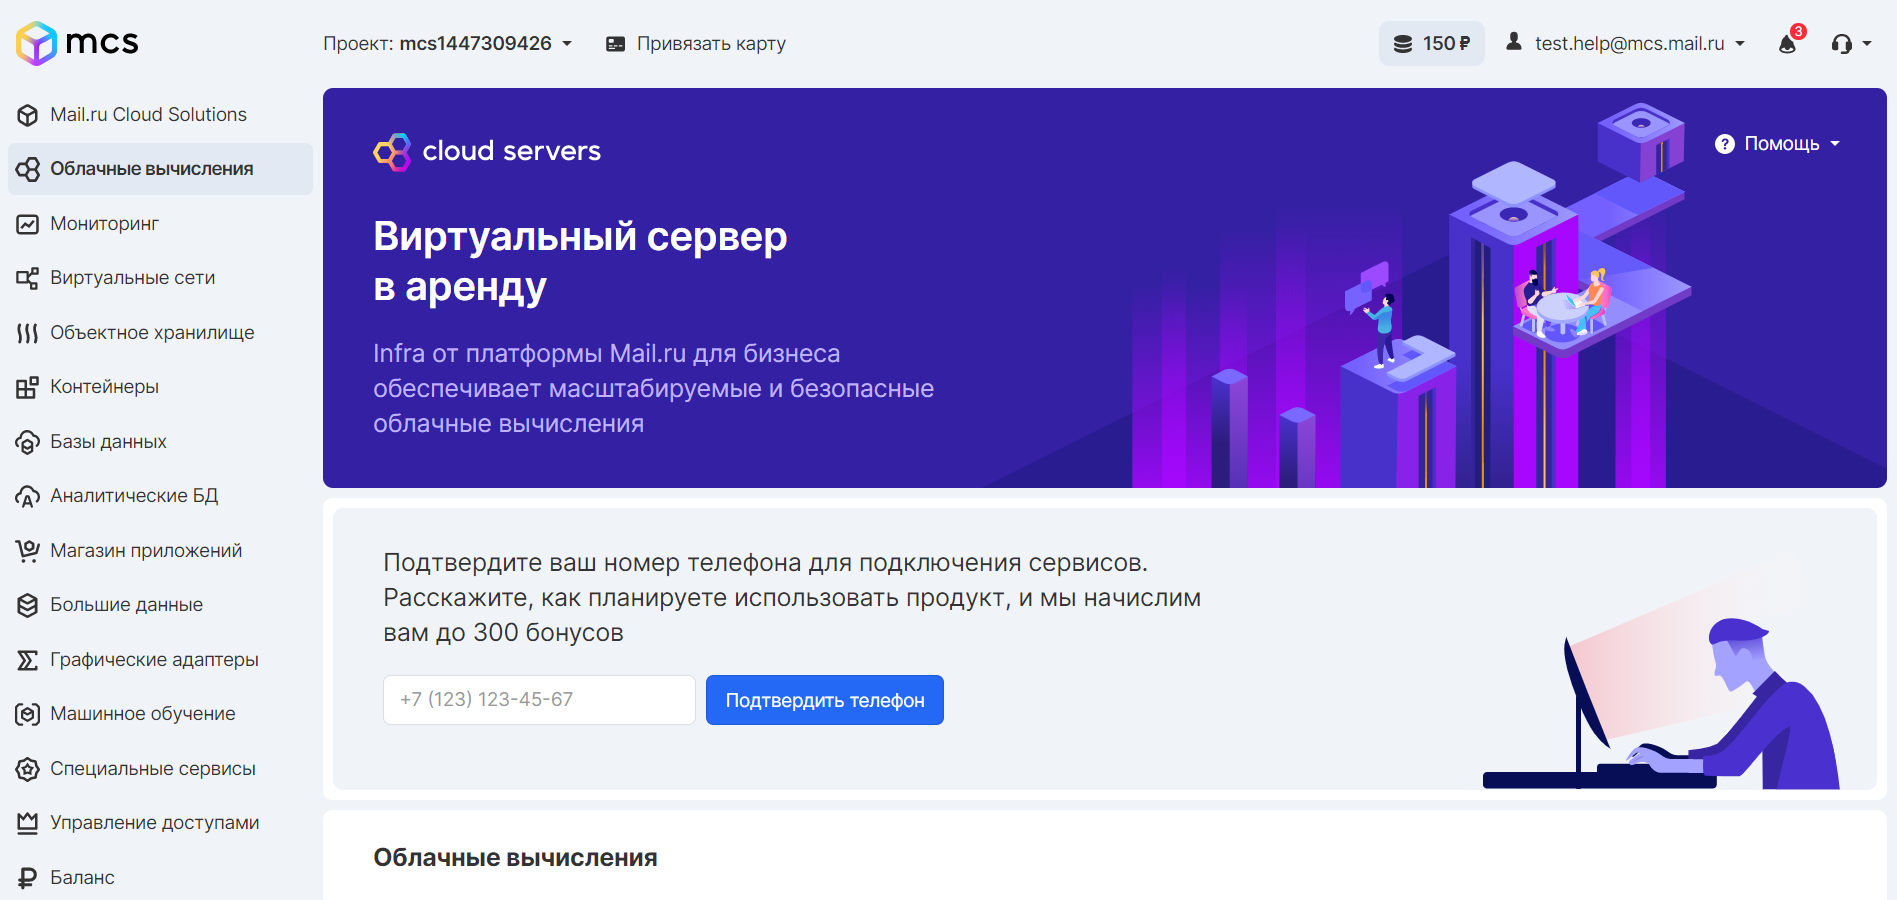 mcs
Проект: mcs1447309426
Привязать карту
150 ₽
test.help@mcs.mail.ru
3
Mail.ru Cloud Solutions
Облачные вычисления
Мониторинг
Виртуальные сети
Объектное хранилище
Контейнеры
Базы данных
Аналитические БД
Магазин приложений
Большие данные
Графические адаптеры
Машинное обучение
Специальные сервисы
Управление доступами
Баланс
cloud servers
? Помощь
Виртуальный сервер
в аренду
Infra от платформы Mail.ru для бизнеса
обеспечивает масштабируемые и безопасные
облачные вычисления
Подтвердите ваш номер телефона для подключения сервисов.
Расскажите, как планируете использовать продукт, и мы начислим
вам до 300 бонусов
+7 (123) 123-45-67
Подтвердить телефон
Облачные вычисления